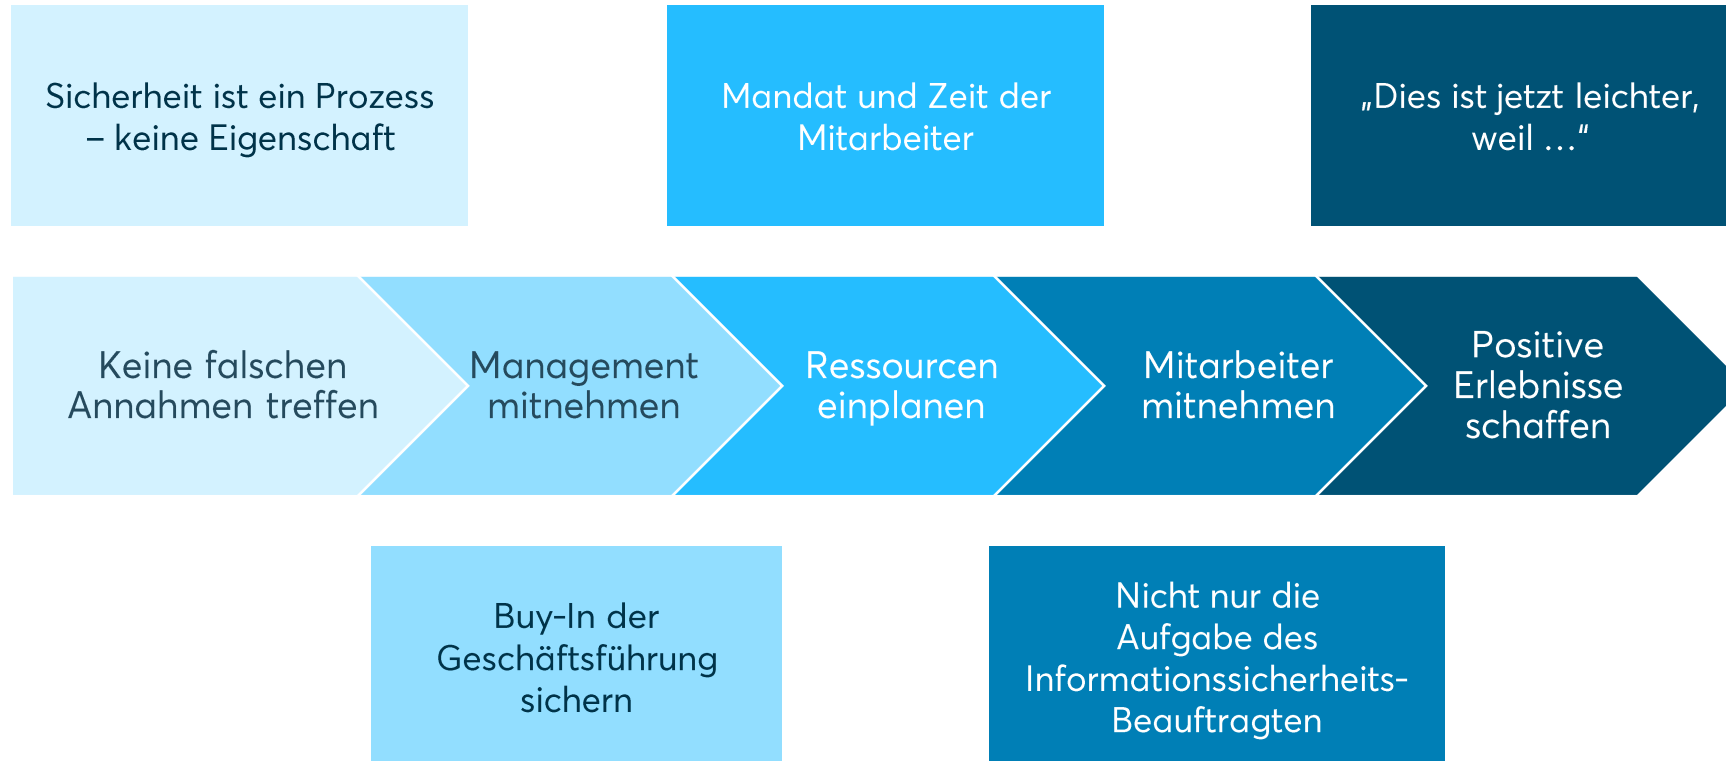 Sicherheit ist ein Prozess
– keine Eigenschaft
Mandat und Zeit der
Mitarbeiter
„Dies ist jetzt leichter,
weil …“
Keine falschen
Annahmen treffen
Management
mitnehmen
Ressourcen
einplanen
Mitarbeiter
mitnehmen
Positive
Erlebnisse
schaffen
Buy-In der
Geschäftsführung
sichern
Nicht nur die
Aufgabe des
Informationssicherheits-
Beauftragten